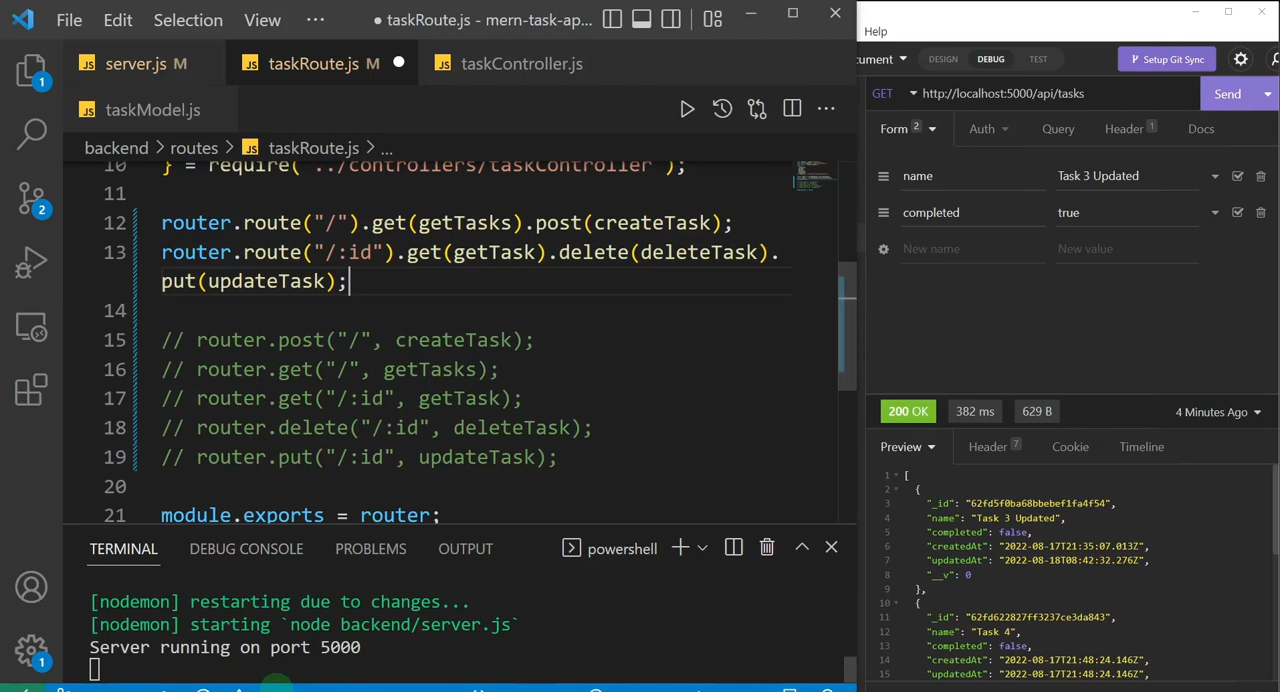 File Edit Selection View ··· ● taskRoute.js - mern-task-ap...
JS server.js M JS taskRoute.js M ● JS taskController.js
JS taskModel.js
backend > routes > JS taskRoute.js > ...
10 } = require("../controllers/taskController");
11
12 router.route("/").get(getTasks).post(createTask);
13 router.route("/:id").get(getTask).delete(deleteTask).
put(updateTask);
14
15 // router.post("/", createTask);
16 // router.get("/", getTasks);
17 // router.get("/:id", getTask);
18 // router.delete("/:id", deleteTask);
19 // router.put("/:id", updateTask);
20
21 module.exports = router;
1
2
1
TERMINAL DEBUG CONSOLE PROBLEMS OUTPUT powershell
[nodemon] restarting due to changes...
[nodemon] starting `node backend/server.js`
Server running on port 5000
Help
cument DESIGN DEBUG TEST Setup Git Sync
GET http://localhost:5000/api/tasks Send
Form 2 Auth Query Header 1 Docs
name Task 3 Updated
completed true
New name New value
200 OK 382 ms 629 B 4 Minutes Ago
Preview Header 7 Cookie Timeline
1 [
2 {
3 "_id": "62fd5f0ba68bbebef1fa4f54",
4 "name": "Task 3 Updated",
5 "completed": false,
6 "createdAt": "2022-08-17T21:35:07.013Z",
7 "updatedAt": "2022-08-18T08:42:32.276Z",
8 "__v": 0
9 },
10 {
11 "_id": "62fd622827ff3237ce3da843",
12 "name": "Task 4",
13 "completed": false,
14 "createdAt": "2022-08-17T21:48:24.146Z",
15 "updatedAt": "2022-08-17T21:48:24.146Z",